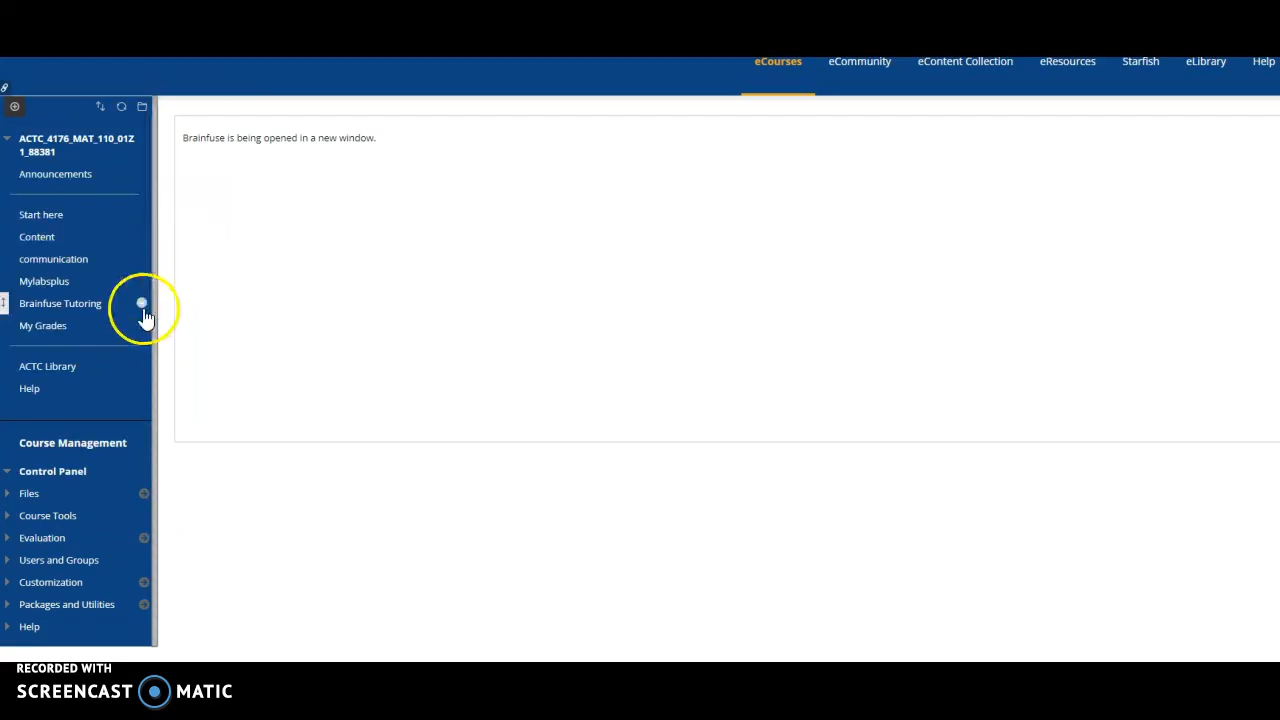 eCourses eCommunity eContent Collection eResources Starfish eLibrary Help
ACTC_4176_MAT_110_01Z
1_88381
Announcements
Start here
Content
communication
Mylabsplus
Brainfuse Tutoring
My Grades
ACTC Library
Help
Course Management
Control Panel
Files
Course Tools
Evaluation
Users and Groups
Customization
Packages and Utilities
Help
Brainfuse is being opened in a new window.
RECORDED WITH
SCREENCAST MATIC